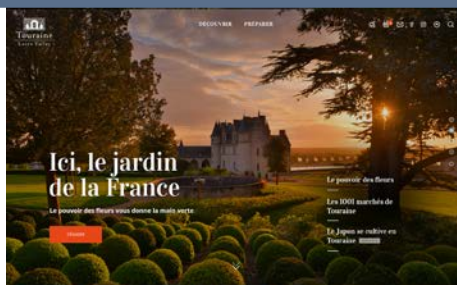 Touraine
Loire Valley
DÉCOUVRIR
PRÉPARER
Ici, le jardin
de la France
Le pouvoir des fleurs vous donne la main verte
Le pouvoir des fleurs
Les 1001 marchés de
Touraine
Le Japon se cultive en
Touraine